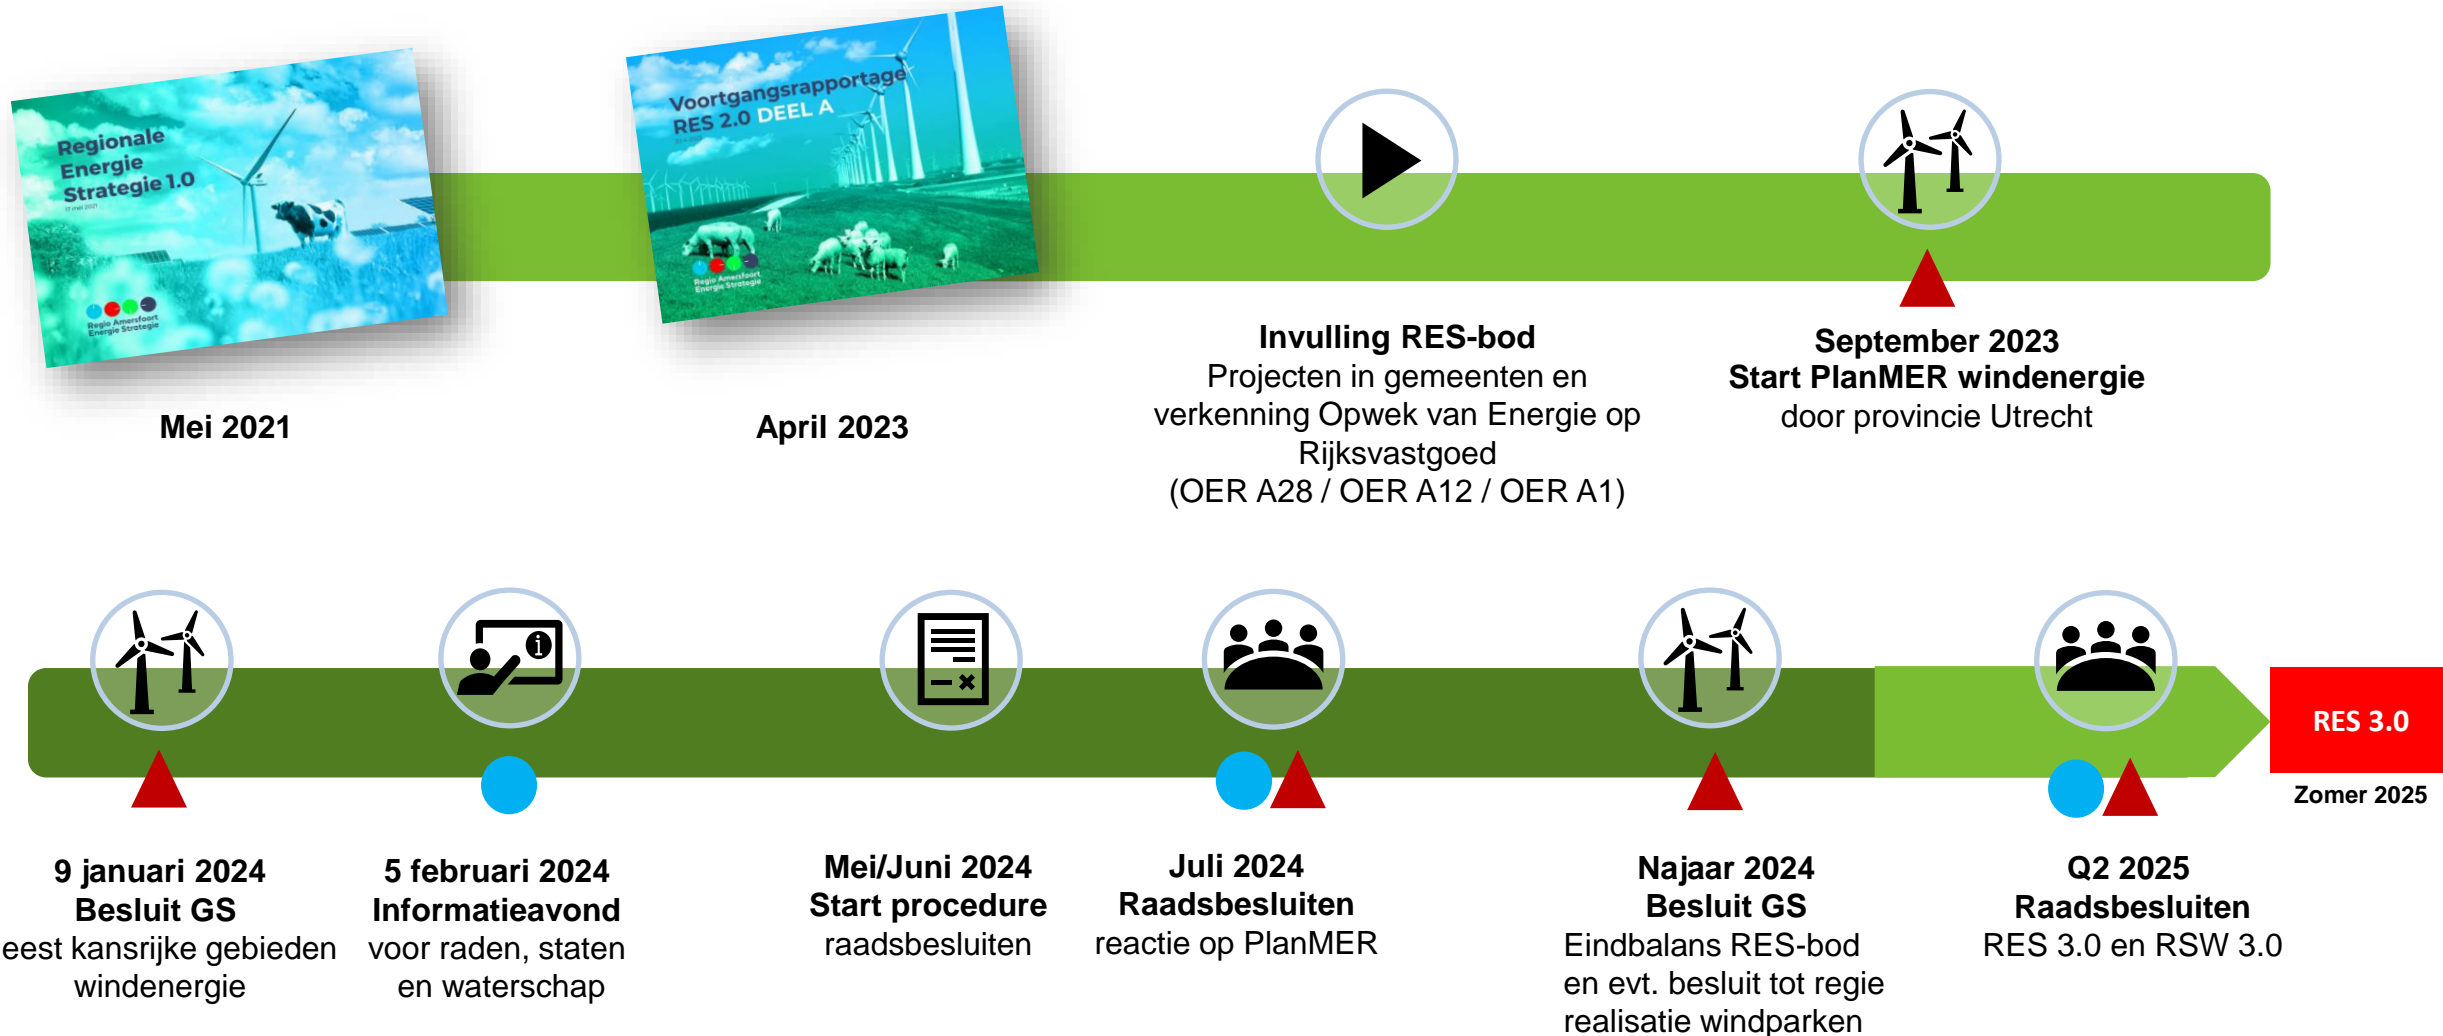 Regionale
Energie
Strategie 1.0
17 mei 2021
Regio Amersfoort
Energie Strategie
Mei 2021
Voortgangsrapportage
RES 2.0 DEEL A
Regio Amersfoort
Energie Strategie
April 2023
Invulling RES-bod
Projecten in gemeenten en
verkenning Opwek van Energie op
Rijksvastgoed
(OER A28 / OER A12 / OER A1)
September 2023
Start PlanMER windenergie
door provincie Utrecht
9 januari 2024
Besluit GS
eest kansrijke gebieden
windenergie
5 februari 2024
Informatieavond
voor raden, staten
en waterschap
Mei/Juni 2024
Start procedure
raadsbesluiten
Juli 2024
Raadsbesluiten
reactie op PlanMER
Najaar 2024
Besluit GS
Eindbalans RES-bod
en evt. besluit tot regie
realisatie windparken
Q2 2025
Raadsbesluiten
RES 3.0 en RSW 3.0
RES 3.0
Zomer 2025